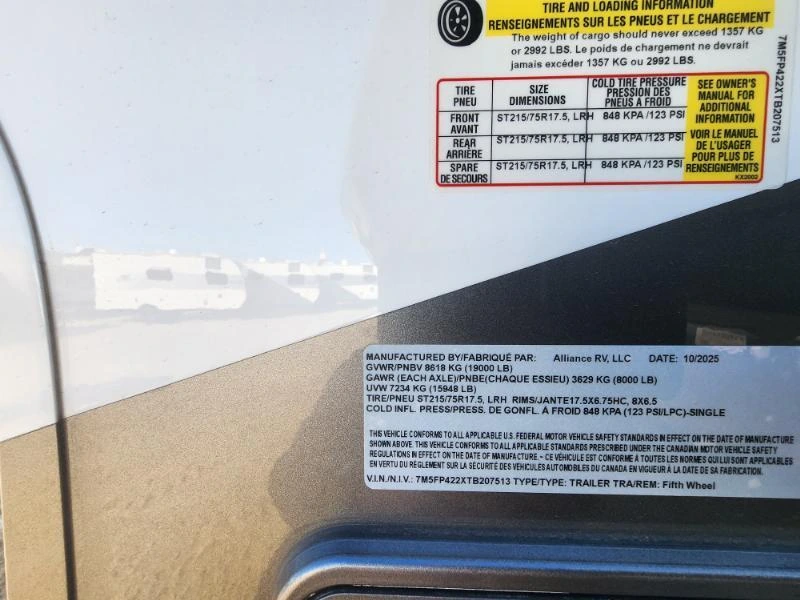 TIRE AND LOADING INFORMATION
RENSEIGNEMENTS SUR LES PNEUS ET LE CHARGEMENT
The weight of cargo should never exceed 1357 KG
or 2992 LBS. Le poids de chargement ne devrait
jamais excéder 1357 KG ou 2992 LBS.
TIRE
PNEU
SIZE
DIMENSIONS
COLD TIRE PRESSURE
PRESSION DES
PNEUS À FROID
FRONT
AVANT
ST215/75R17.5, LRH
848 KPA /123 PSI
REAR
ARRIÈRE
ST215/75R17.5, LRH
848 KPA /123 PSI
SPARE
DE SECOURS
ST215/75R17.5, LRH
848 KPA /123 PSI
SEE OWNER'S
MANUAL FOR
ADDITIONAL
INFORMATION
VOIR LE MANUEL
DE L'USAGER
POUR PLUS DE
RENSEIGNEMENTS
KX2002
7M5FP422XTB207513
MANUFACTURED BY/FABRIQUÉ PAR: Alliance RV, LLC DATE: 10/2025
GVWR/PNBV 8618 KG (19000 LB)
GAWR (EACH AXLE)/PNBE(CHAQUE ESSIEU) 3629 KG (8000 LB)
UVW 7234 KG (15948 LB)
TIRE/PNEU ST215/75R17.5, LRH RIMS/JANTE17.5X6.75HC, 8X6.5
COLD INFL. PRESS/PRESS. DE GONFL. À FROID 848 KPA (123 PSI/LPC)-SINGLE
THIS VEHICLE CONFORMS TO ALL APPLICABLE U.S. FEDERAL MOTOR VEHICLE SAFETY STANDARDS IN EFFECT ON THE DATE OF MANUFACTURE
SHOWN ABOVE. THIS VEHICLE CONFORMS TO ALL APPLICABLE STANDARDS PRESCRIBED UNDER THE CANADIAN MOTOR VEHICLE SAFETY
REGULATIONS IN EFFECT ON THE DATE OF MANUFACTURE. - CE VÉHICULE EST CONFORME À TOUTES LES NORMES QUI LUI SONT APPLICABLES
EN VERTU DU RÈGLEMENT SUR LA SÉCURITÉ DES VÉHICULES AUTOMOBILES DU CANADA EN VIGUEUR À LA DATE DE SA FABRICATION.
V.I.N./N.I.V.: 7M5FP422XTB207513 TYPE/TYPE: TRAILER TRA/REM: Fifth Wheel